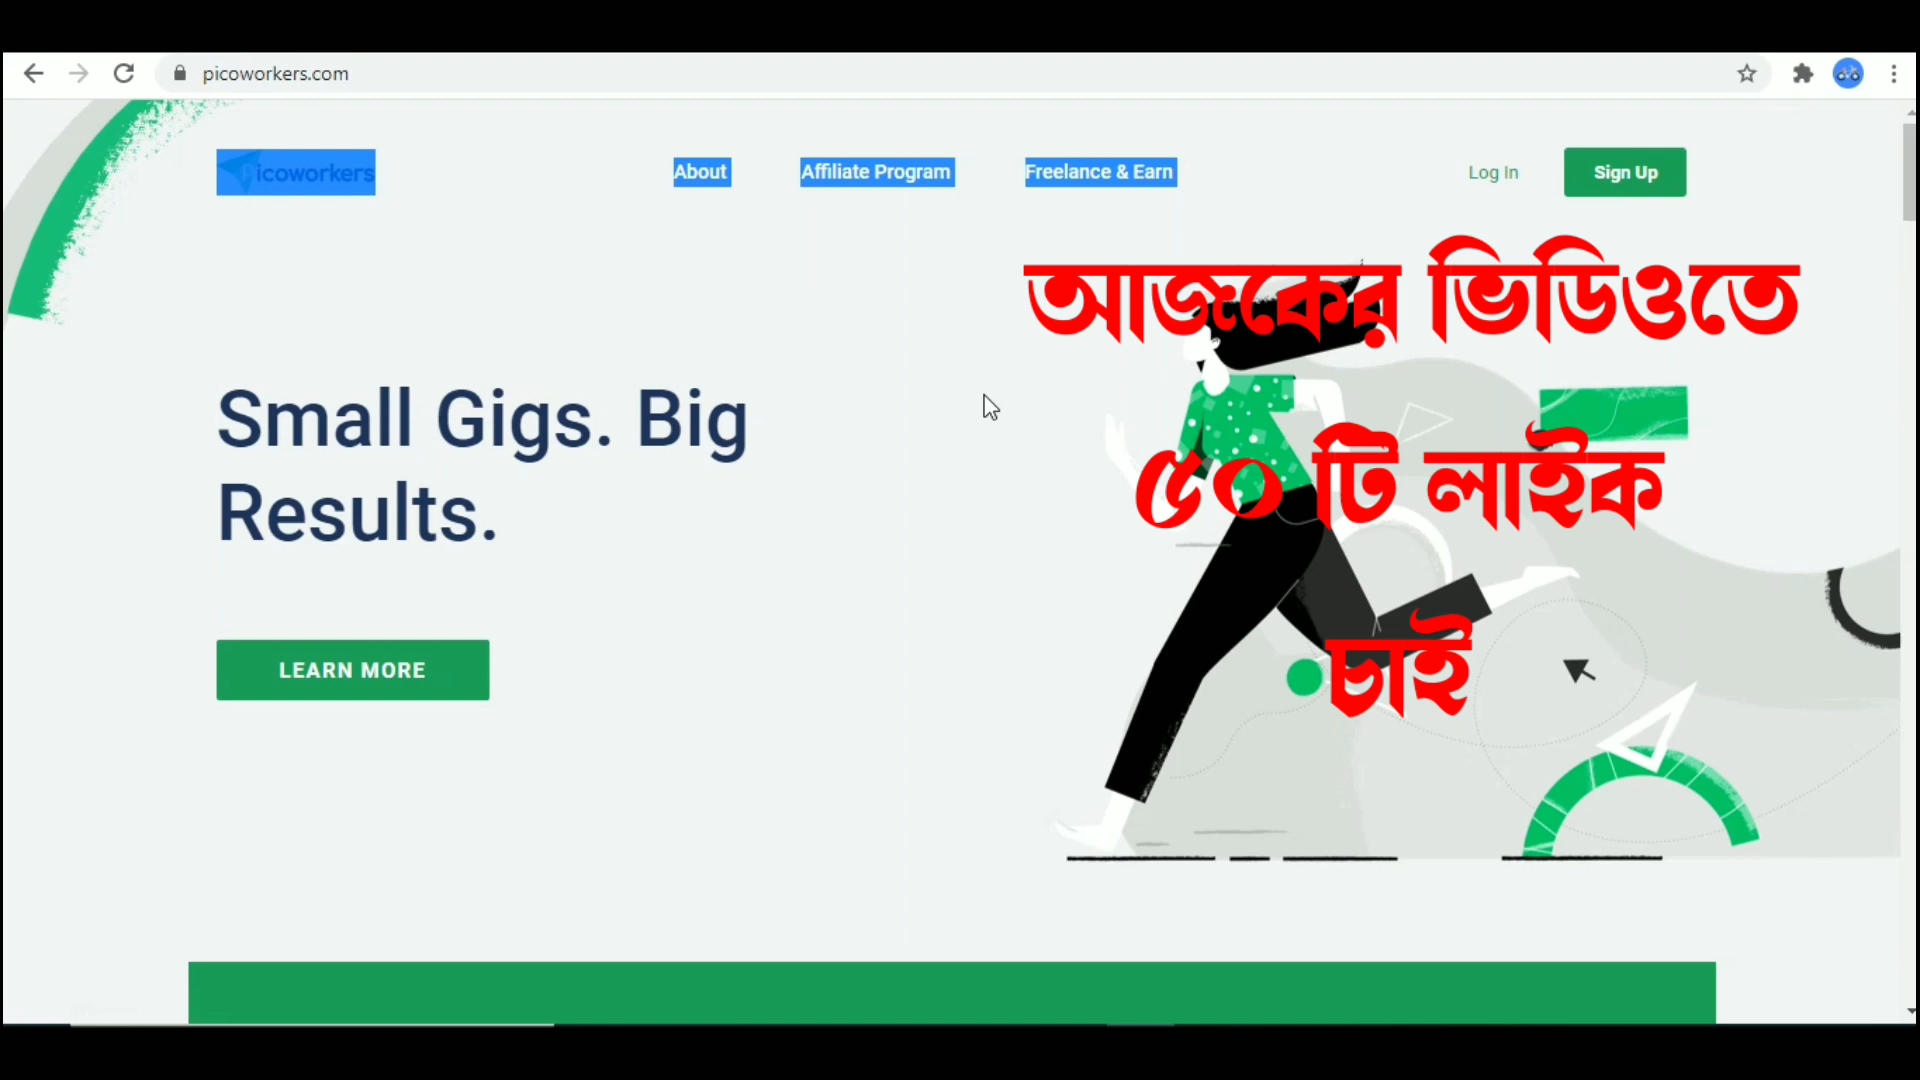 picoworkers.com
Picoworkers
About
Affiliate Program
Freelance & Earn
Log In
Sign Up
আজকের ভিডিওতে
৫০ টি লাইক
চাই
Small Gigs. Big
Results.
LEARN MORE